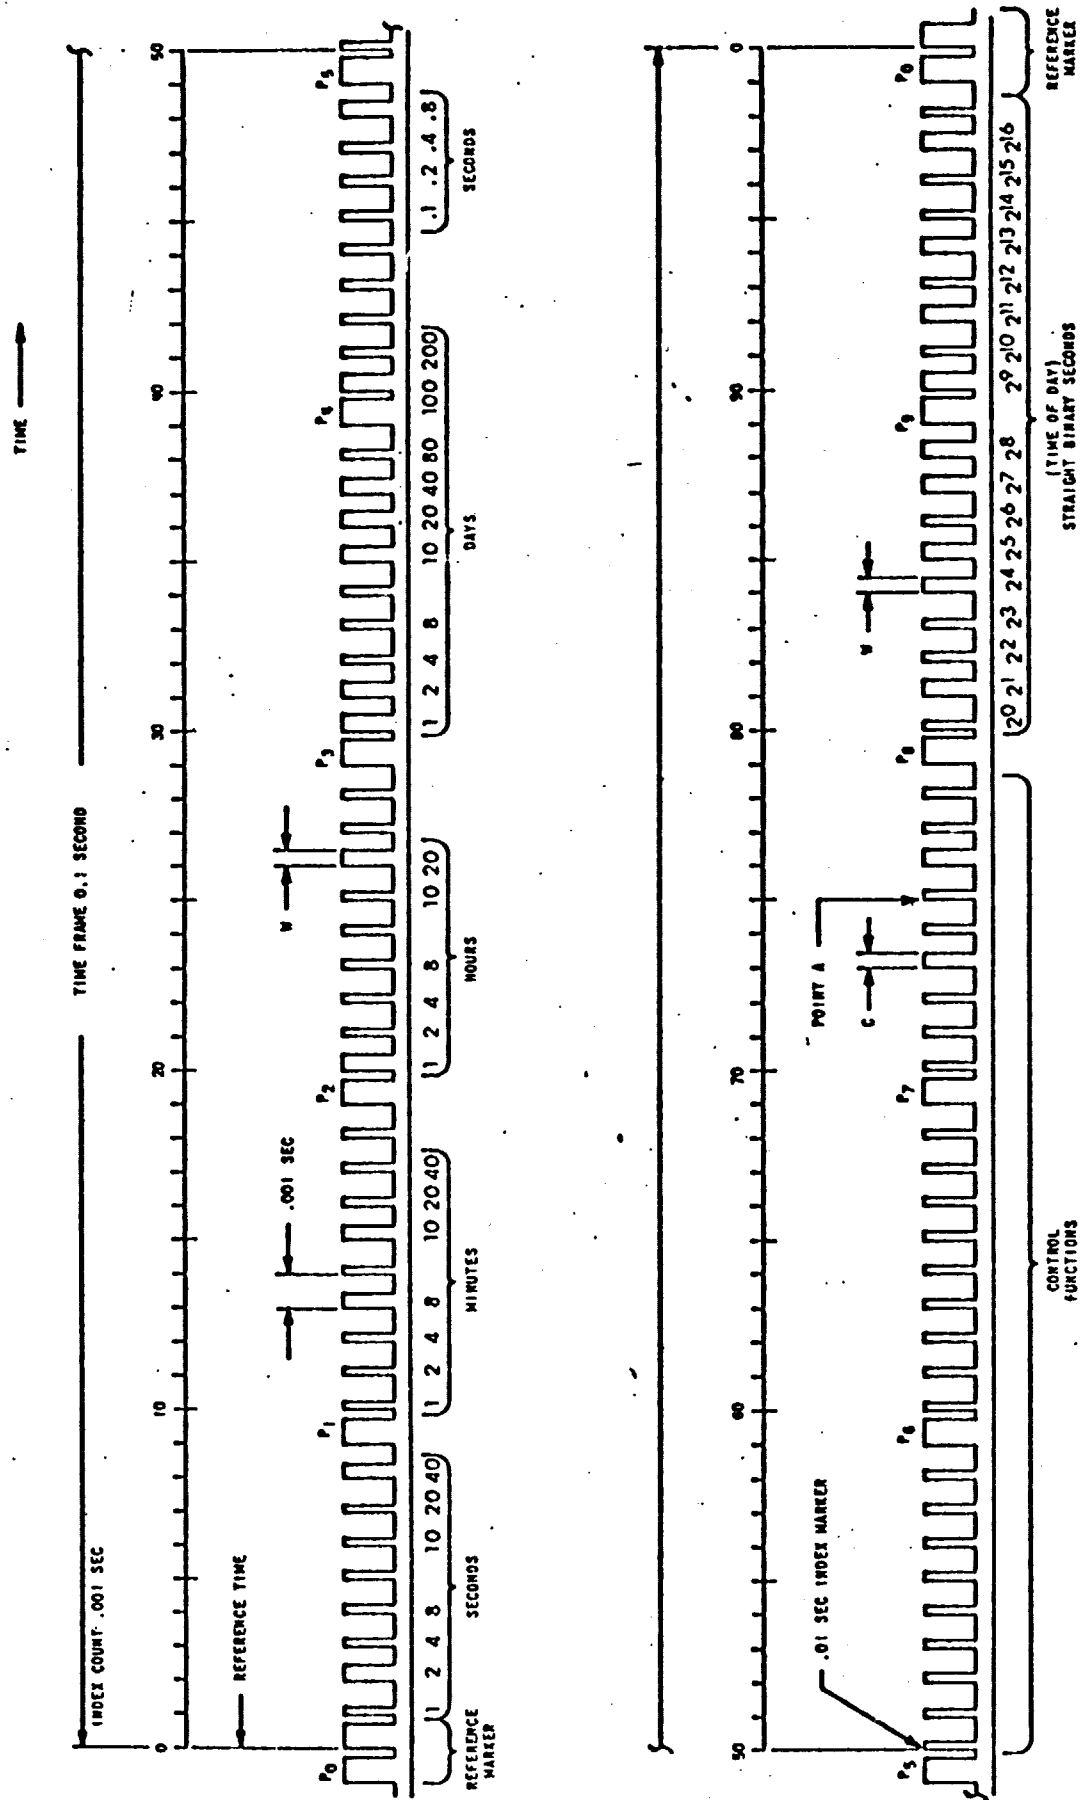 TIME
TIME FRAME 0.1 SECOND
INDEX COUNT .001 SEC
0 10 20 30 40 50
REFERENCE TIME
.001 SEC
W
P0 P1 P2 P3 P4 P5
1 2 4 8 10 20 40 1 2 4 8 10 20 40 1 2 4 8 10 20 1 2 4 8 10 20 40 80 100 200 .1 .2 .4 .8
REFERENCE MARKER
SECONDS
MINUTES
HOURS
DAYS
SECONDS
50 60 70 80 90 0
.01 SEC INDEX MARKER
POINT A
C
W
P5 P6 P7 P8 P9 P0
2^0 2^1 2^2 2^3 2^4 2^5 2^6 2^7 2^8 2^9 2^10 2^11 2^12 2^13 2^14 2^15 2^16
CONTROL
FUNCTIONS
(TIME OF DAY)
STRAIGHT BINARY SECONDS
REFERENCE
MARKER